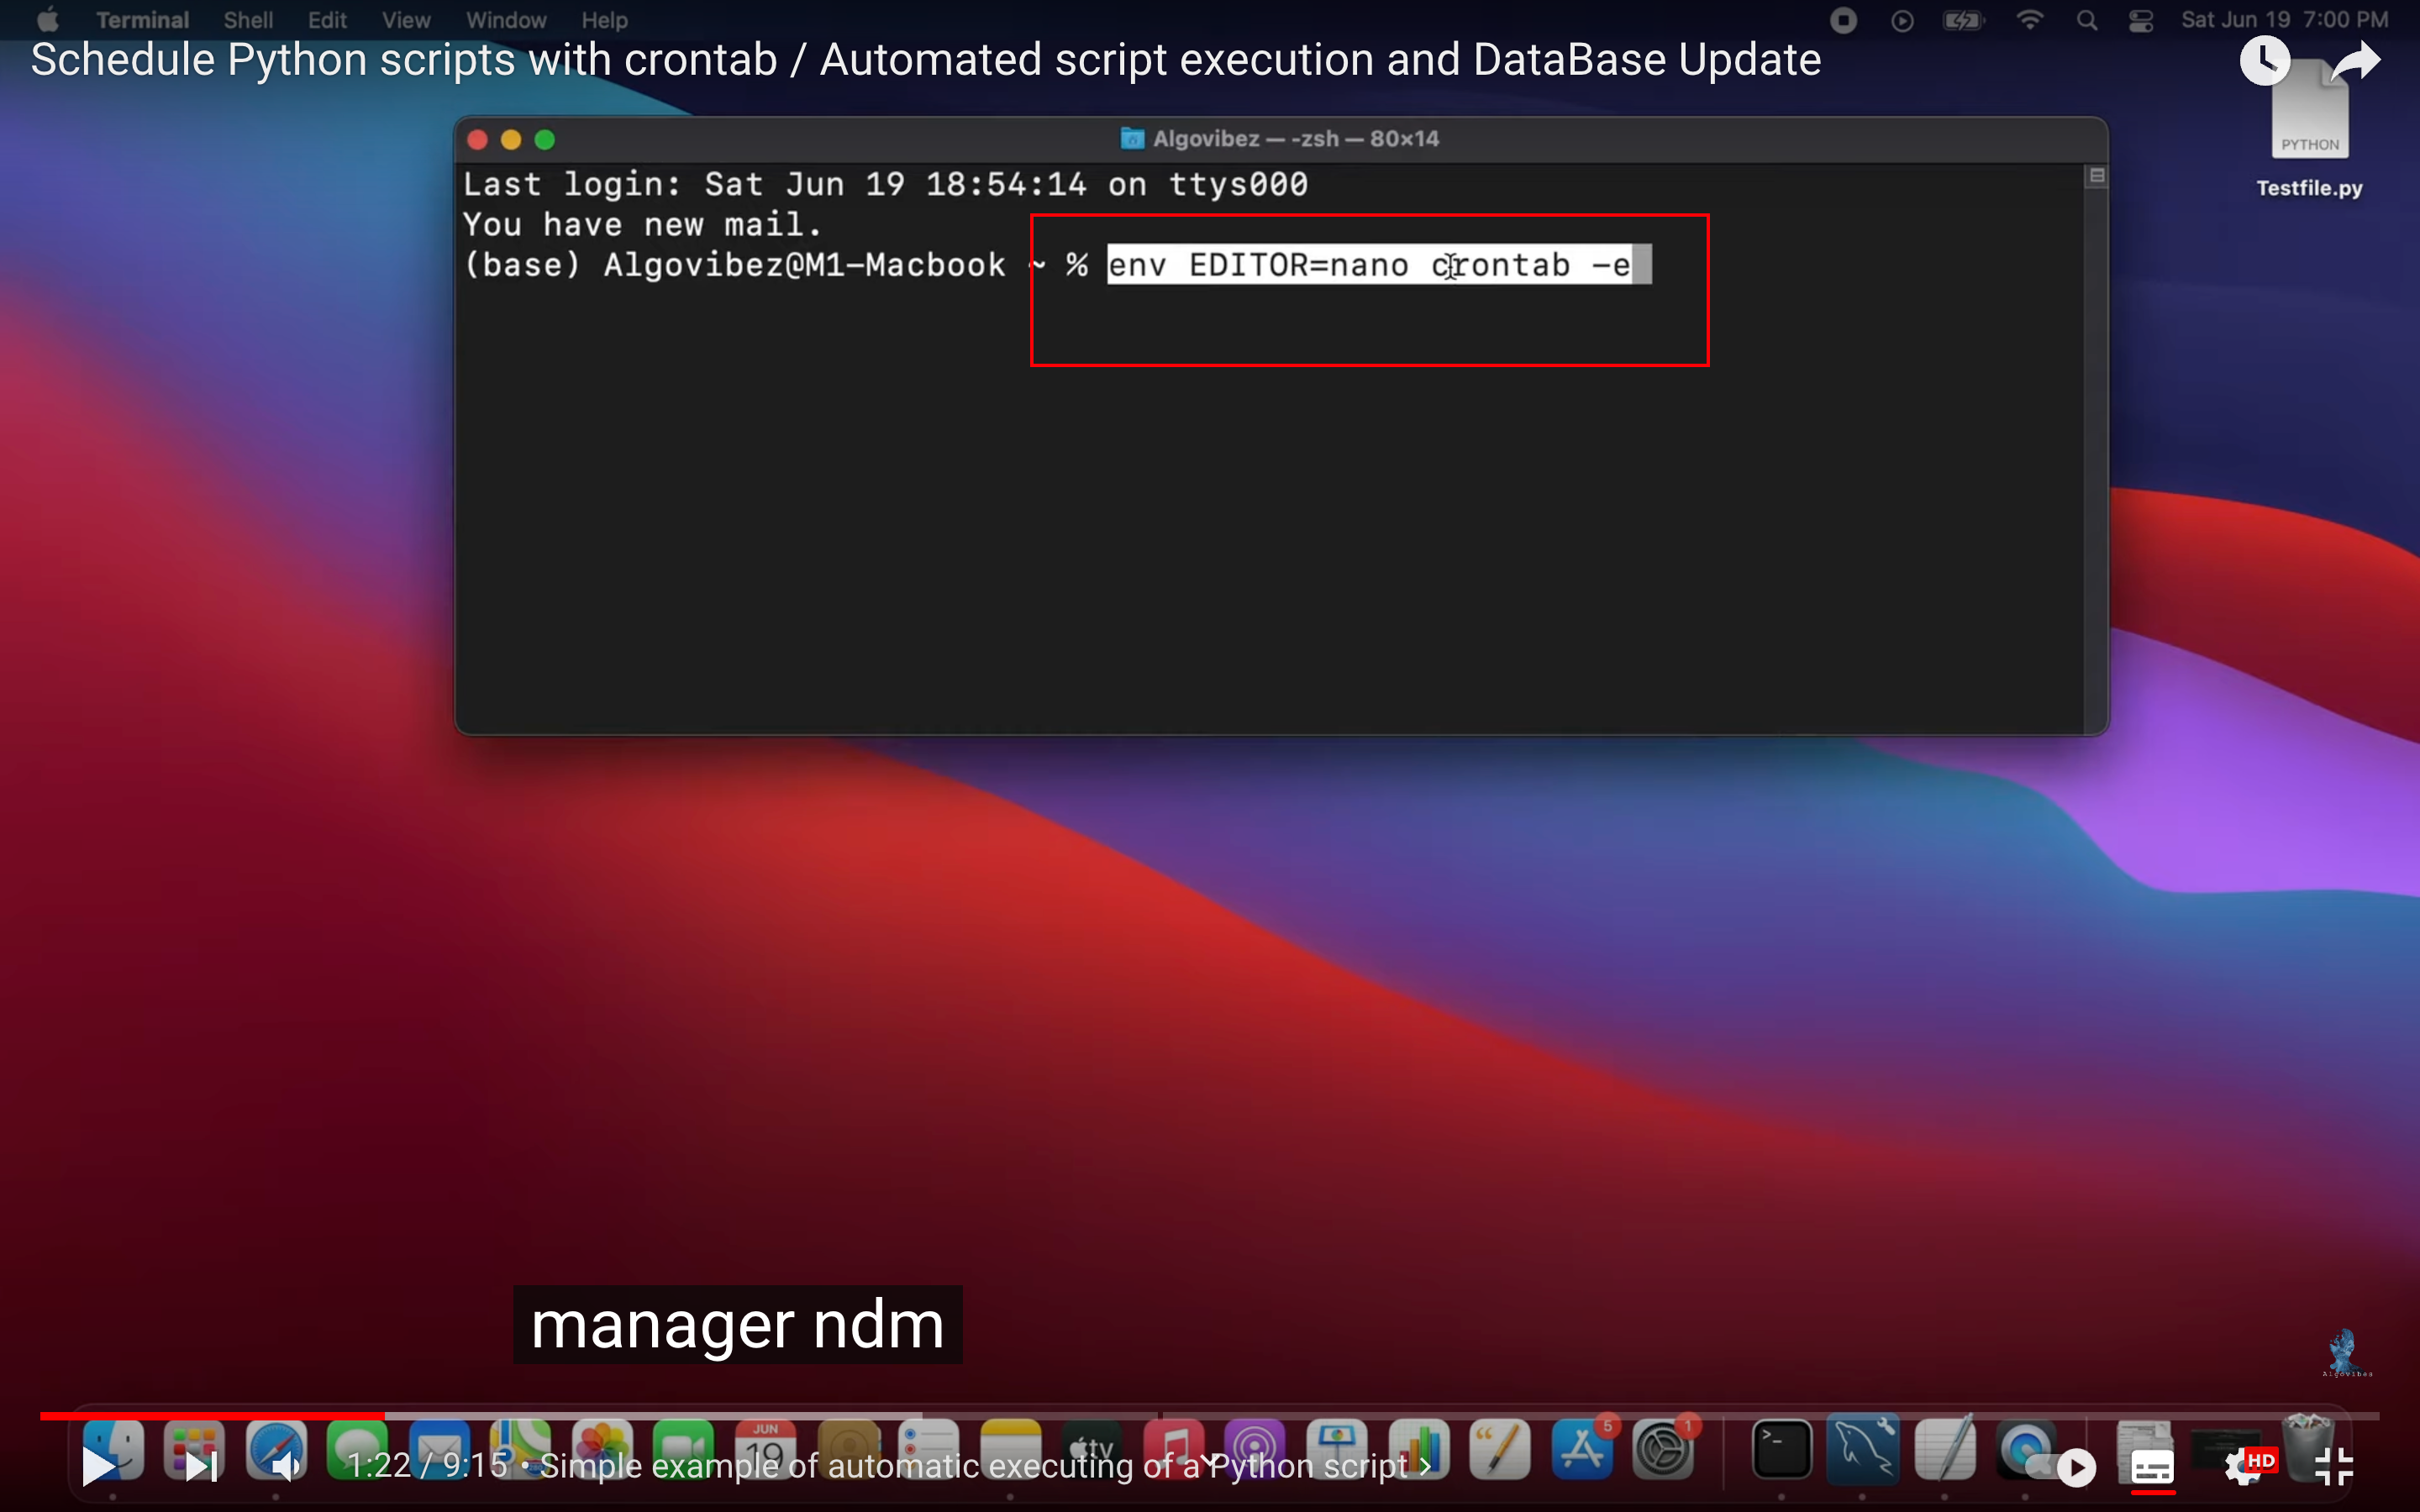 Terminal Shell Edit View Window Help Sat Jun 19 7:00 PM
Schedule Python scripts with crontab / Automated script execution and DataBase Update
PYTHON
Testfile.py
Algovibez — -zsh — 80×14
Last login: Sat Jun 19 18:54:14 on ttys000
You have new mail.
(base) Algovibez@M1-Macbook ~ % env EDITOR=nano crontab -e
manager ndm
Algovibes
JUN
19
tv
5
1
>_
1:22 / 9:15 • Simple example of automatic executing of a Python script >
HD